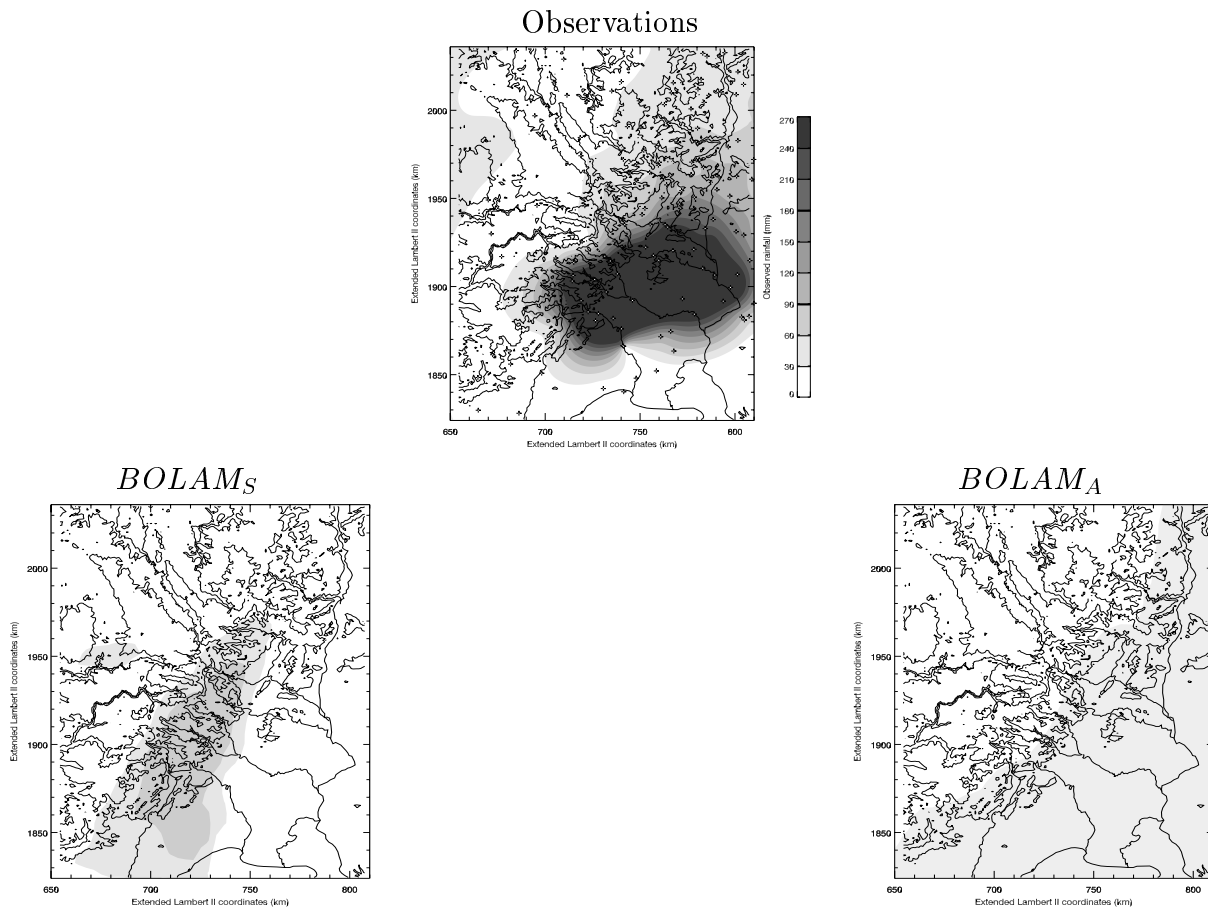 Observations
2000
1950
1900
1850
650 700 750 800
Extended Lambert II coordinates (km)
Extended Lambert II coordinates (km)
270
240
210
180
150
120
90
60
30
0
Observed rainfall (mm)
BOLAM_S
2000
1950
1900
1850
650 700 750 800
Extended Lambert II coordinates (km)
Extended Lambert II coordinates (km)
BOLAM_A
2000
1950
1900
1850
650 700 750 800
Extended Lambert II coordinates (km)
Extended Lambert II coordinates (km)